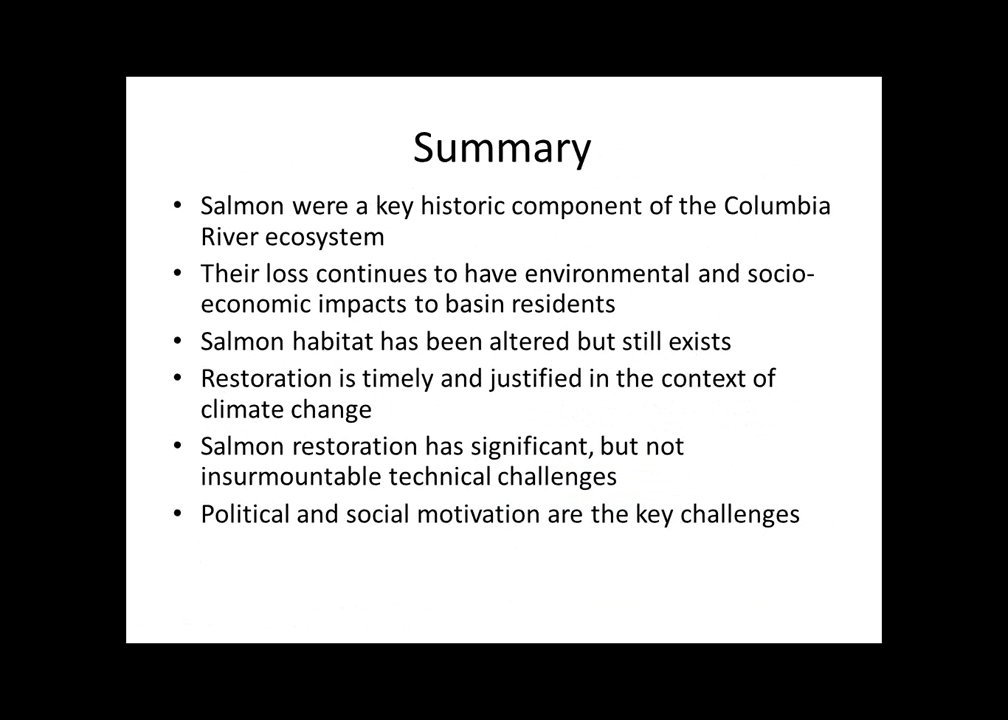 Summary
• Salmon were a key historic component of the Columbia
River ecosystem
• Their loss continues to have environmental and socio-
economic impacts to basin residents
• Salmon habitat has been altered but still exists
• Restoration is timely and justified in the context of
climate change
• Salmon restoration has significant, but not
insurmountable technical challenges
• Political and social motivation are the key challenges